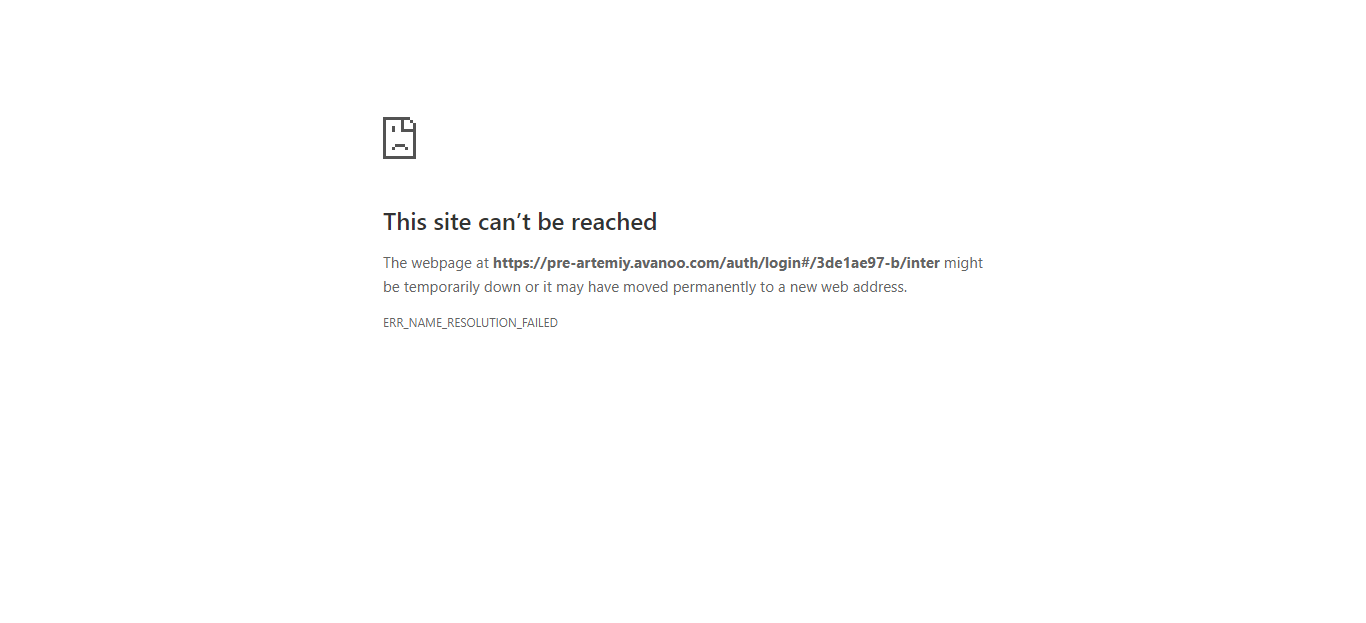 This site can’t be reached
The webpage at https://pre-artemiy.avanoo.com/auth/login#/3de1ae97-b/inter might
be temporarily down or it may have moved permanently to a new web address.
ERR_NAME_RESOLUTION_FAILED